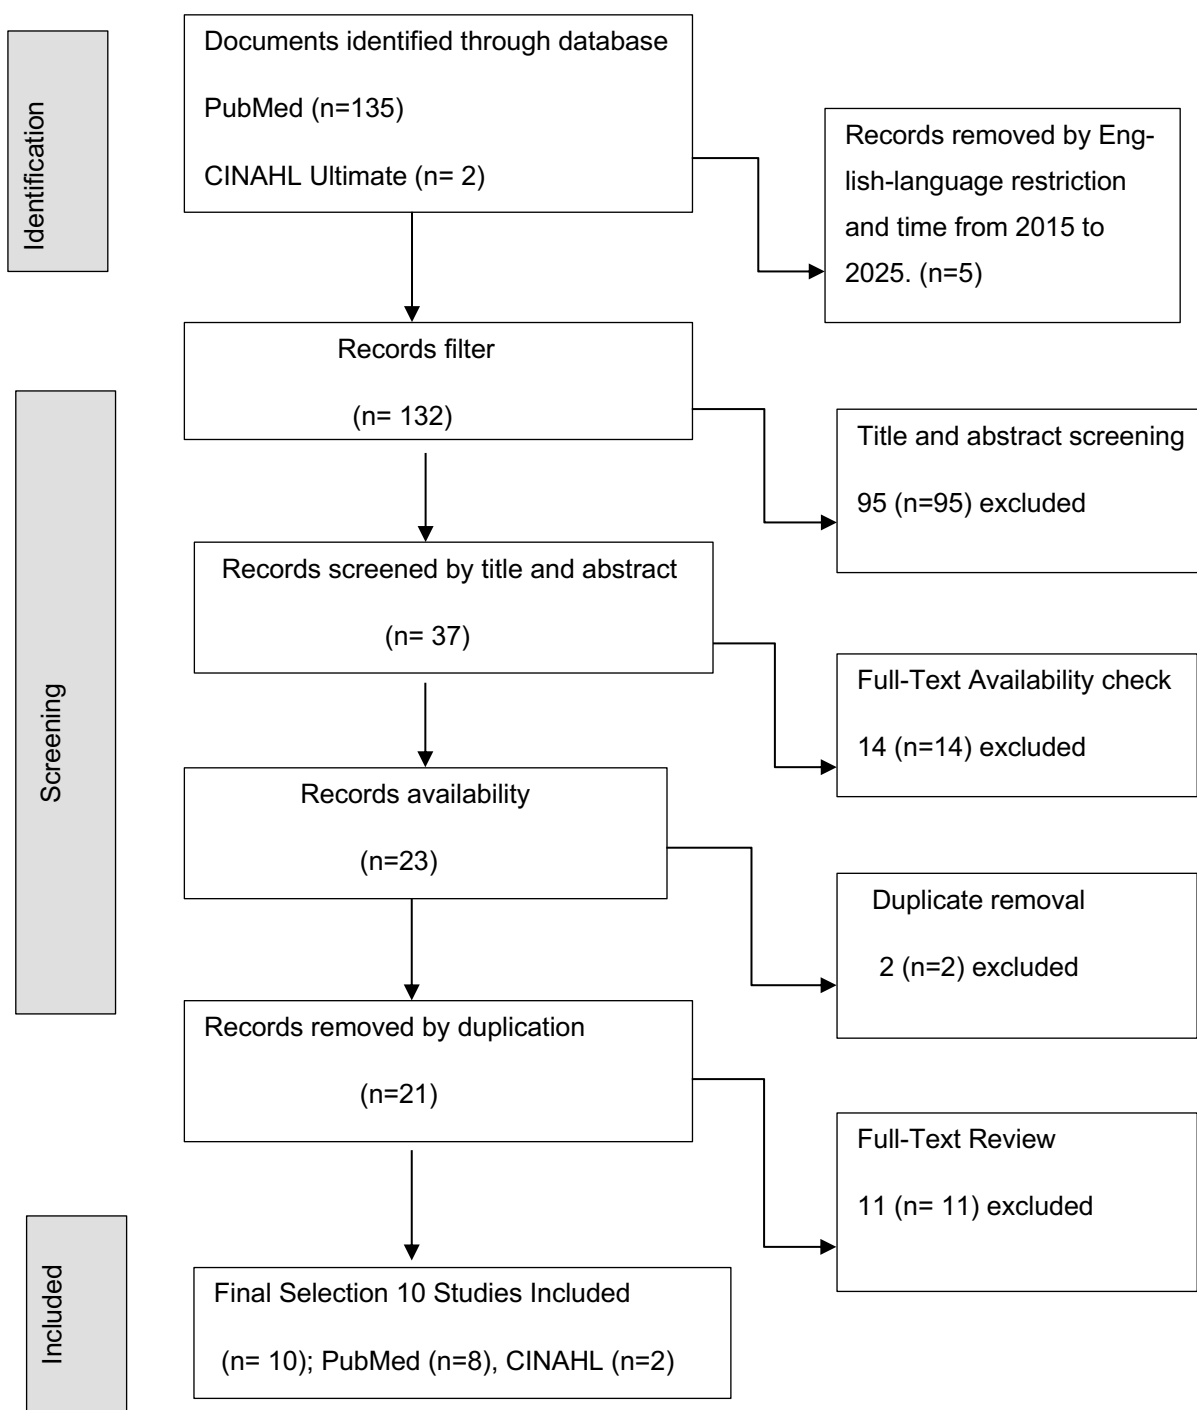 Identification
Documents identified through database
PubMed (n=135)
CINAHL Ultimate (n= 2)
Records removed by Eng-
lish-language restriction
and time from 2015 to
2025. (n=5)
Records filter
(n= 132)
Title and abstract screening
95 (n=95) excluded
Screening
Records screened by title and abstract
(n= 37)
Full-Text Availability check
14 (n=14) excluded
Records availability
(n=23)
Duplicate removal
2 (n=2) excluded
Records removed by duplication
(n=21)
Full-Text Review
11 (n= 11) excluded
Included
Final Selection 10 Studies Included
(n= 10); PubMed (n=8), CINAHL (n=2)